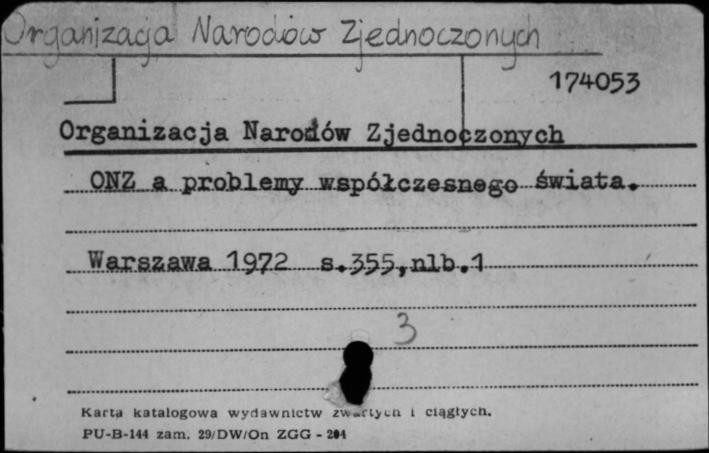 Organizacja Narodów Zjednoczonych
174053
Organizacja Narodów Zjednoczonych
ONZ a problemy współczesnego świata.
Warszawa 1972 s.355,nlb.1
3
Karta katalogowa wydawnictw zwartych i ciągłych.
PU-B-144 zam. 29/DW/On ZGG - 204